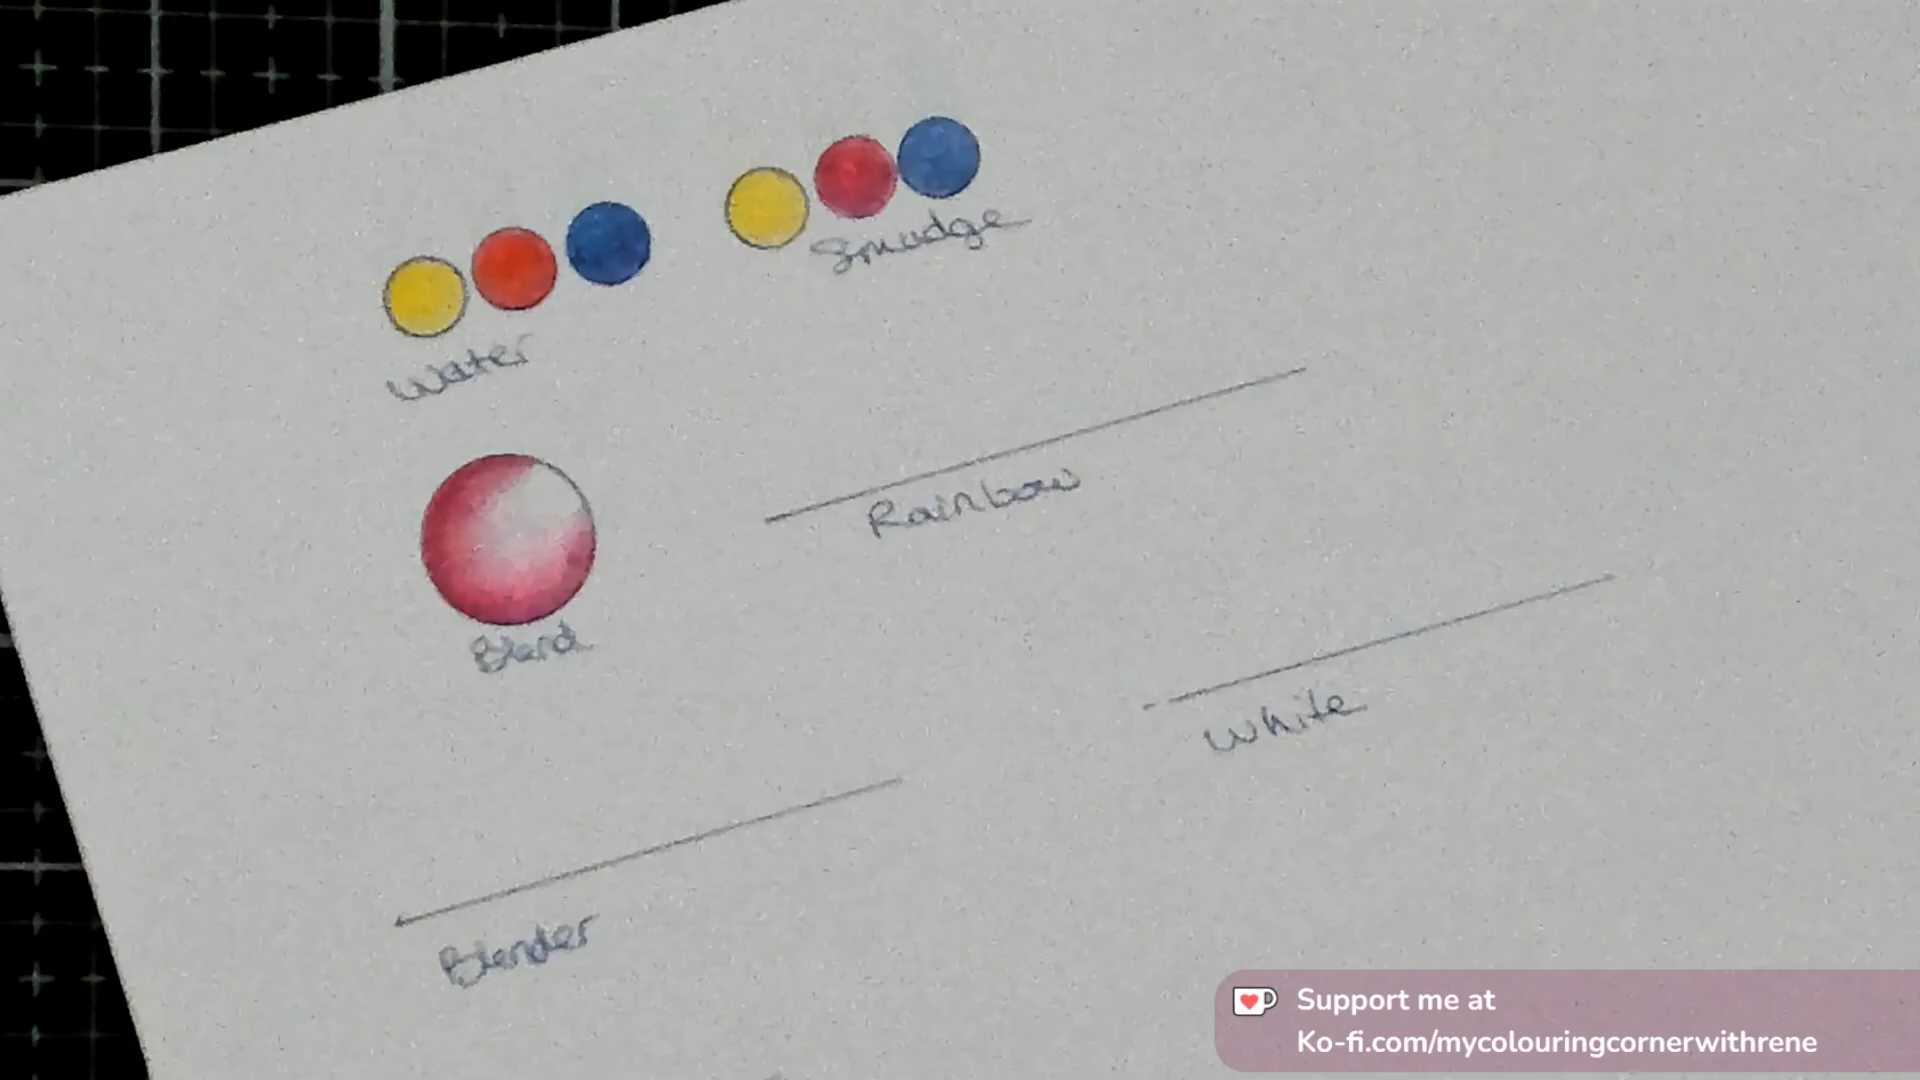 Smudge
Water
Rainbow
Blend
White
Blender
Support me at
Ko-fi.com/mycolouringcornerwithrene